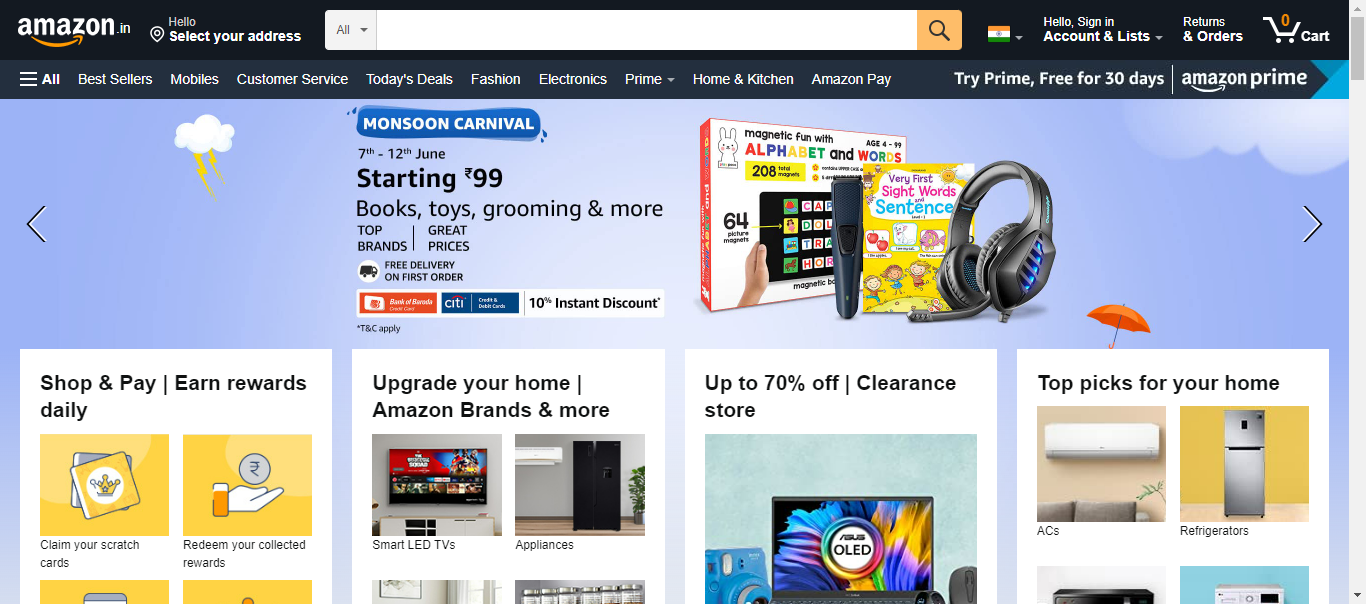 amazon.in
Hello
Select your address
All
Hello, Sign in
Account & Lists
Returns
& Orders
0
Cart
All
Best Sellers
Mobiles
Customer Service
Today's Deals
Fashion
Electronics
Prime
Home & Kitchen
Amazon Pay
Try Prime, Free for 30 days
amazon prime
MONSOON CARNIVAL
7th - 12th June
Starting ₹99
Books, toys, grooming & more
TOP
BRANDS
GREAT
PRICES
FREE DELIVERY
ON FIRST ORDER
Bank of Baroda
Credit Card
citi
Credit &
Debit Cards
10% Instant Discount*
*T&C apply
magnetic fun with
AGE 4 - 99
ALPHABET and WORDS
208 total
magnets
64
picture
magnets
magnetic
Very First
Sight Words
and
Sentence
Level - 1
Shop & Pay | Earn rewards
daily
Claim your scratch
cards
Redeem your collected
rewards
Upgrade your home |
Amazon Brands & more
Smart LED TVs
Appliances
Up to 70% off | Clearance
store
ASUS
OLED
Top picks for your home
ACs
Refrigerators